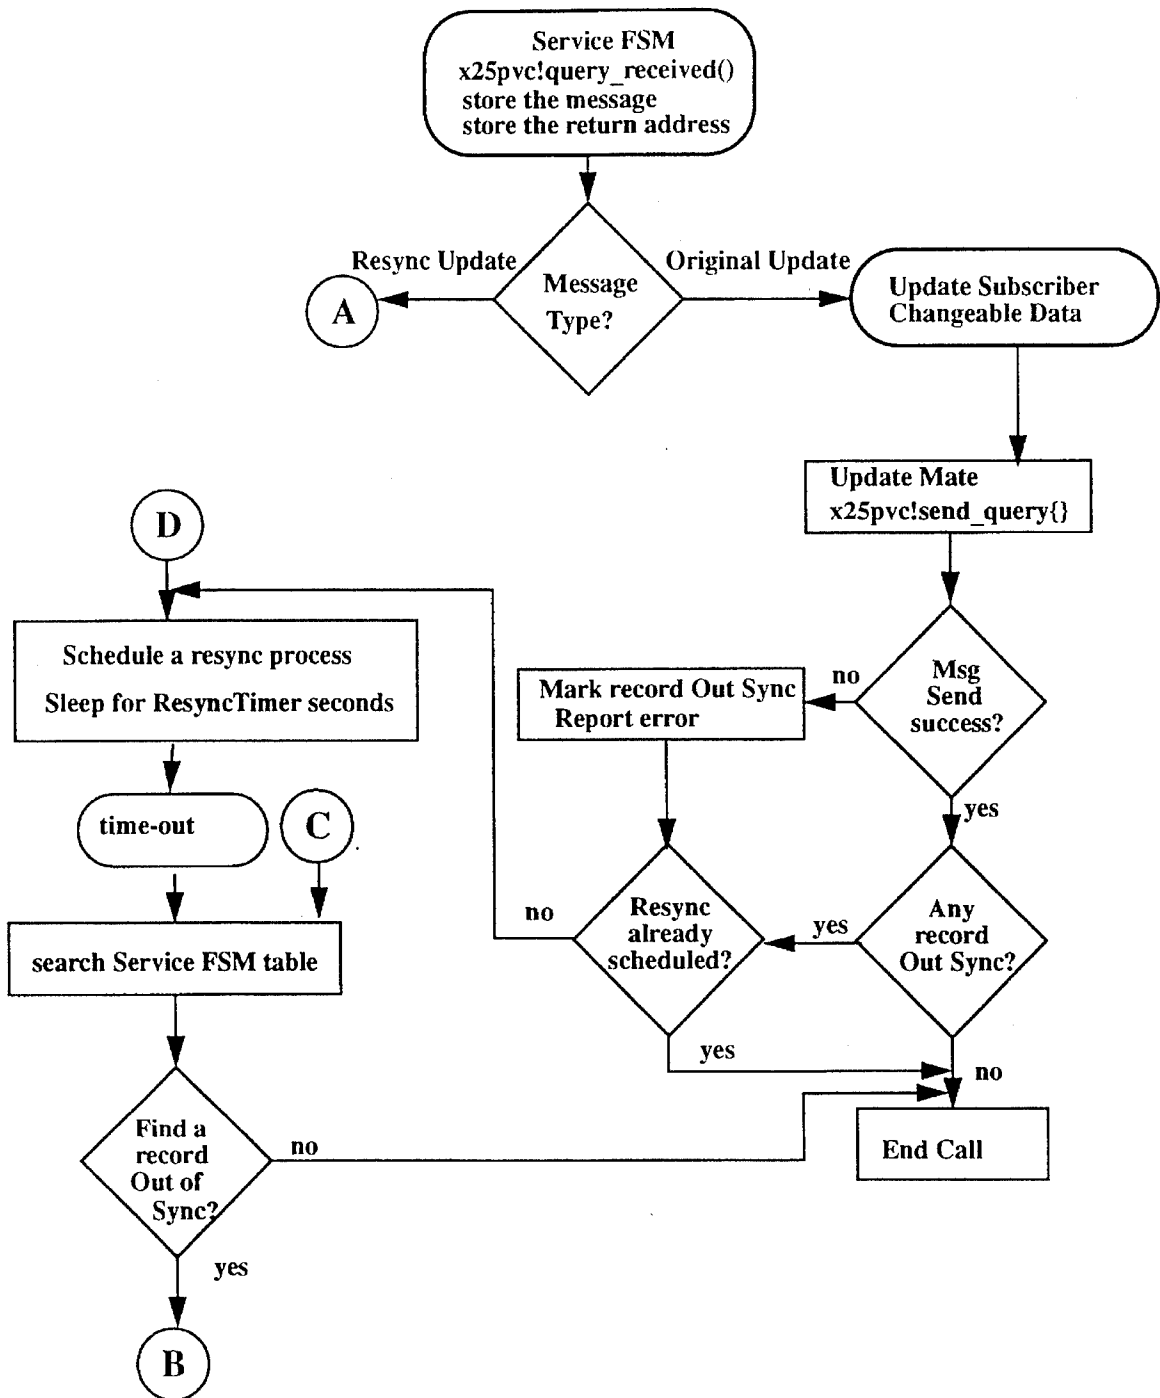 Service FSM
x25pvc!query_received()
store the message
store the return address
Resync Update
Original Update
Message
Type?
A
Update Subscriber
Changeable Data
Update Mate
x25pvc!send_query{}
D
Schedule a resync process
Sleep for ResyncTimer seconds
Mark record Out Sync
Report error
no
Msg
Send
success?
yes
time-out
C
no
Resync
already
scheduled?
yes
Any
record
Out Sync?
search Service FSM table
yes
no
Find a
record
Out of
Sync?
no
End Call
yes
B